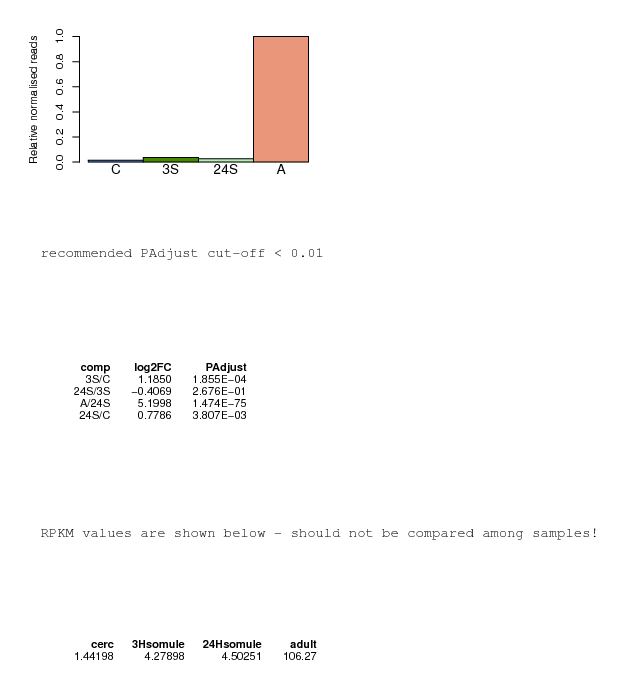 Relative normalised reads
1.0
0.8
0.6
0.4
0.2
0.0
C 3S 24S A
recommended PAdjust cut-off < 0.01
comp log2FC PAdjust
3S/C 1.1850 1.855E−04
24S/3S −0.4069 2.676E−01
A/24S 5.1998 1.474E−75
24S/C 0.7786 3.807E−03
RPKM values are shown below - should not be compared among samples!
cerc 3Hsomule 24Hsomule adult
1.44198 4.27898 4.50251 106.27